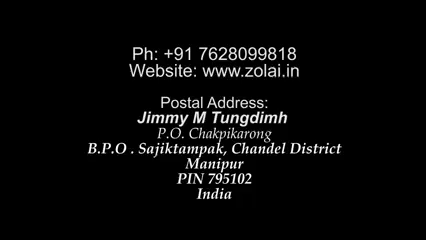 Ph: +91 7628099818
Website: www.zolai.in
Postal Address:
Jimmy M Tungdimh
P.O. Chakpikarong
B.P.O . Sajiktampak, Chandel District
Manipur
PIN 795102
India